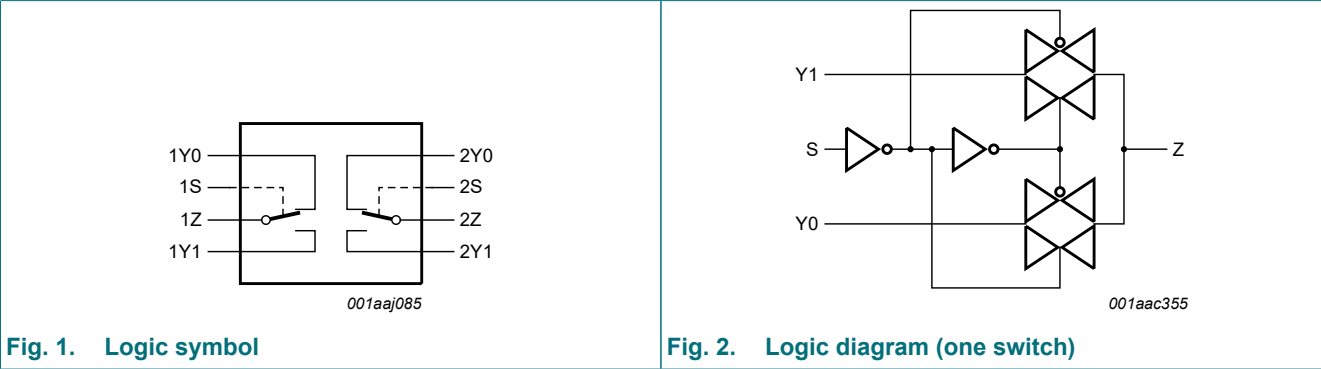 1Y0
1S
1Z
1Y1
2Y0
2S
2Z
2Y1
001aaj085
Fig. 1. Logic symbol
Y1
S
Y0
Z
001aac355
Fig. 2. Logic diagram (one switch)